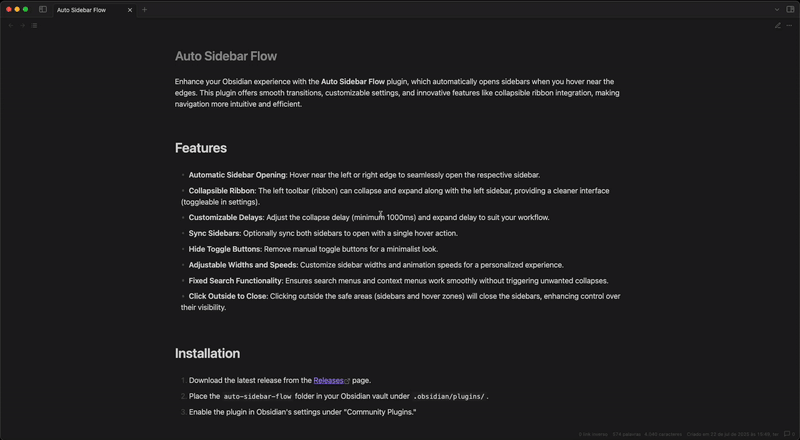 Auto Sidebar Flow
Auto Sidebar Flow
Enhance your Obsidian experience with the Auto Sidebar Flow plugin, which automatically opens sidebars when you hover near the
edges. This plugin offers smooth transitions, customizable settings, and innovative features like collapsible ribbon integration, making
navigation more intuitive and efficient.
Features
• Automatic Sidebar Opening: Hover near the left or right edge to seamlessly open the respective sidebar.
• Collapsible Ribbon: The left toolbar (ribbon) can collapse and expand along with the left sidebar, providing a cleaner interface
(toggleable in settings).
• Customizable Delays: Adjust the collapse delay (minimum 1000ms) and expand delay to suit your workflow.
• Sync Sidebars: Optionally sync both sidebars to open with a single hover action.
• Hide Toggle Buttons: Remove manual toggle buttons for a minimalist look.
• Adjustable Widths and Speeds: Customize sidebar widths and animation speeds for a personalized experience.
• Fixed Search Functionality: Ensures search menus and context menus work smoothly without triggering unwanted collapses.
• Click Outside to Close: Clicking outside the safe areas (sidebars and hover zones) will close the sidebars, enhancing control over
their visibility.
Installation
1. Download the latest release from the Releases page.
2. Place the auto-sidebar-flow folder in your Obsidian vault under .obsidian/plugins/.
3. Enable the plugin in Obsidian's settings under "Community Plugins."